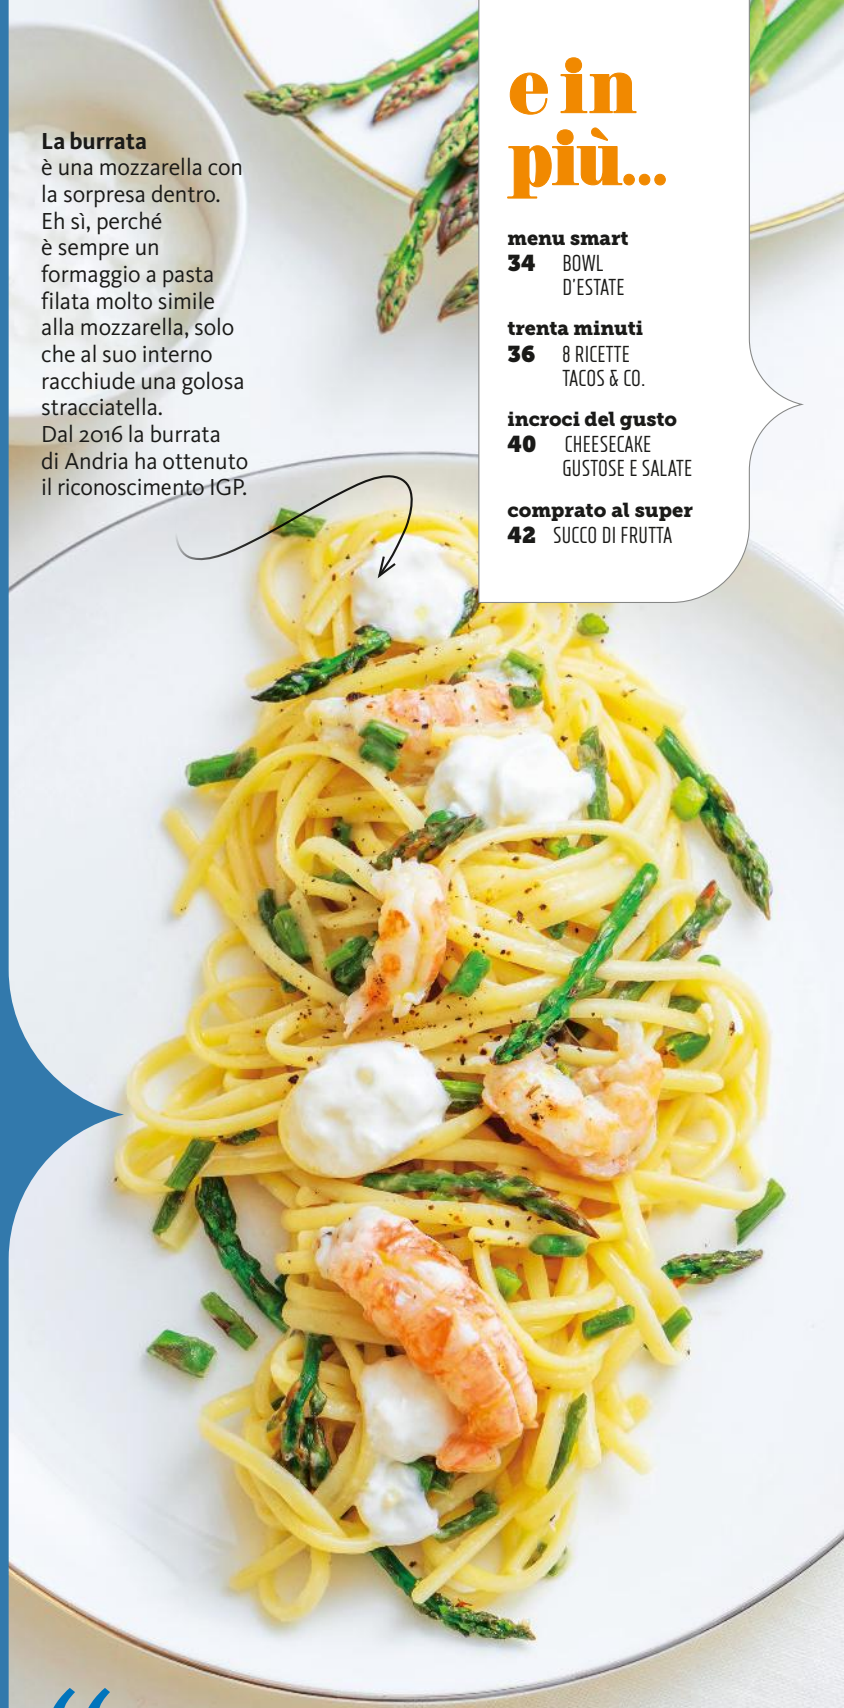 La burrata
è una mozzarella con
la sorpresa dentro.
Eh sì, perché
è sempre un
formaggio a pasta
filata molto simile
alla mozzarella, solo
che al suo interno
racchiude una golosa
stracciatella.
Dal 2016 la burrata
di Andria ha ottenuto
il riconoscimento IGP.
e in
più...
menu smart
34 BOWL
D'ESTATE
trenta minuti
36 8 RICETTE
TACOS & CO.
incroci del gusto
40 CHEESECAKE
GUSTOSE E SALATE
comprato al super
42 SUCCO DI FRUTTA
“